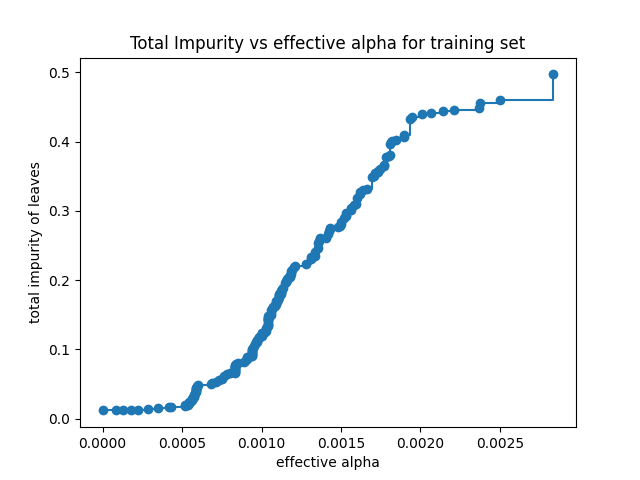 Total Impurity vs effective alpha for training set
total impurity of leaves
0.5
0.4
0.3
0.2
0.1
0.0
0.0000 0.0005 0.0010 0.0015 0.0020 0.0025
effective alpha